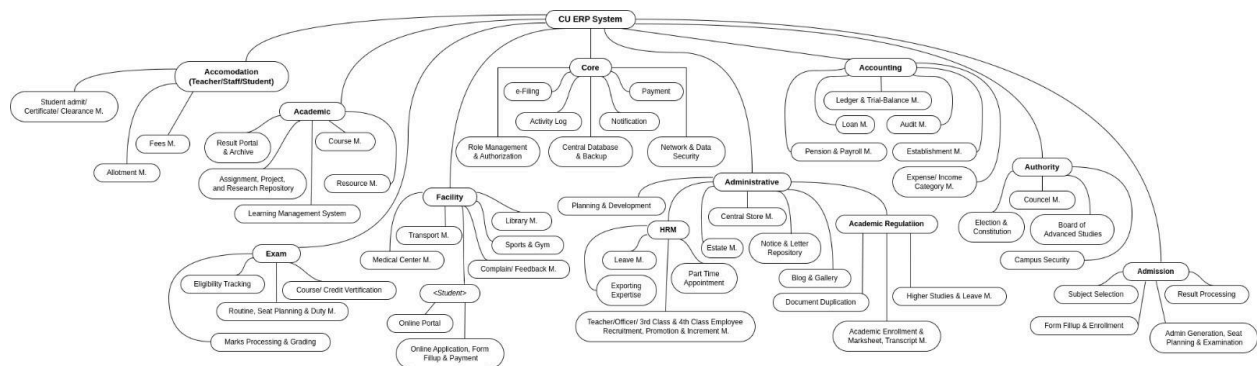 CU ERP System
Accomodation
(Teacher/Staff/Student)
Student admit/
Certificate/ Clearance M.
Fees M.
Allotment M.
Academic
Result Portal
& Archive
Course M.
Assignment, Project,
and Research Repository
Resource M.
Learning Management System
Exam
Eligibility Tracking
Course/ Credit Vertification
Routine, Seat Planning & Duty M.
Marks Processing & Grading
Facility
Library M.
Transport M.
Sports & Gym
Medical Center M.
Complain/ Feedback M.
<Student>
Online Portal
Online Application, Form
Fillup & Payment
Core
e-Filing
Payment
Activity Log
Notification
Role Management
& Authorization
Central Database
& Backup
Network & Data
Security
Administrative
Planning & Development
Central Store M.
HRM
Estate M.
Notice & Letter
Repository
Leave M.
Part Time
Appointment
Exporting
Expertise
Teacher/Officer/ 3rd Class & 4th Class Employee
Recruitment, Promotion & Increment M.
Blog & Gallery
Academic Regulatiion
Document Duplication
Higher Studies & Leave M.
Academic Enrollment &
Marksheet, Transcript M.
Accounting
Ledger & Trial-Balance M.
Loan M.
Audit M.
Pension & Payroll M.
Establishment M.
Expense/ Income
Category M.
Authority
Councel M.
Election &
Constitution
Board of
Advanced Studies
Campus Security
Admission
Subject Selection
Result Processing
Form Fillup & Enrollment
Admin Generation, Seat
Planning & Examination